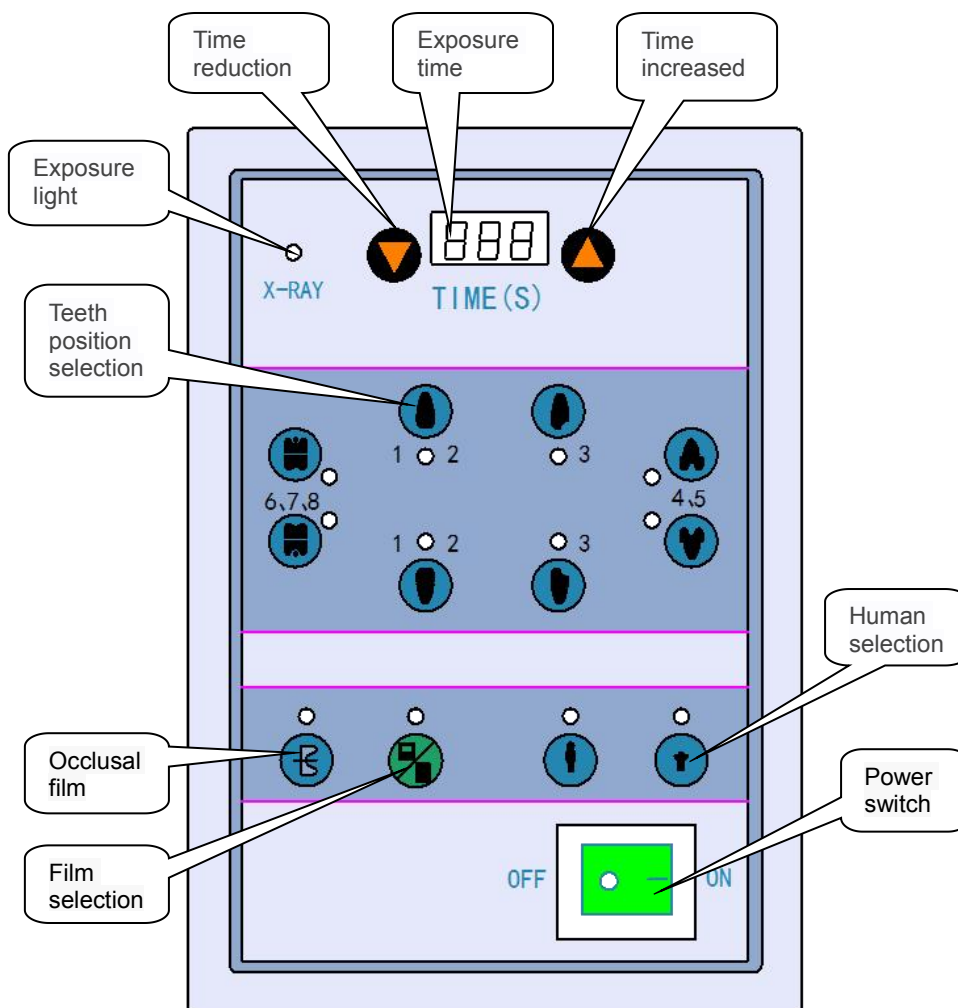 Time
reduction
Exposure
time
Time
increased
Exposure
light
X-RAY
888
TIME(S)
Teeth
position
selection
1 2
3
6、7、8
4、5
1 2
3
Human
selection
Occlusal
film
Power
switch
Film
selection
OFF
ON